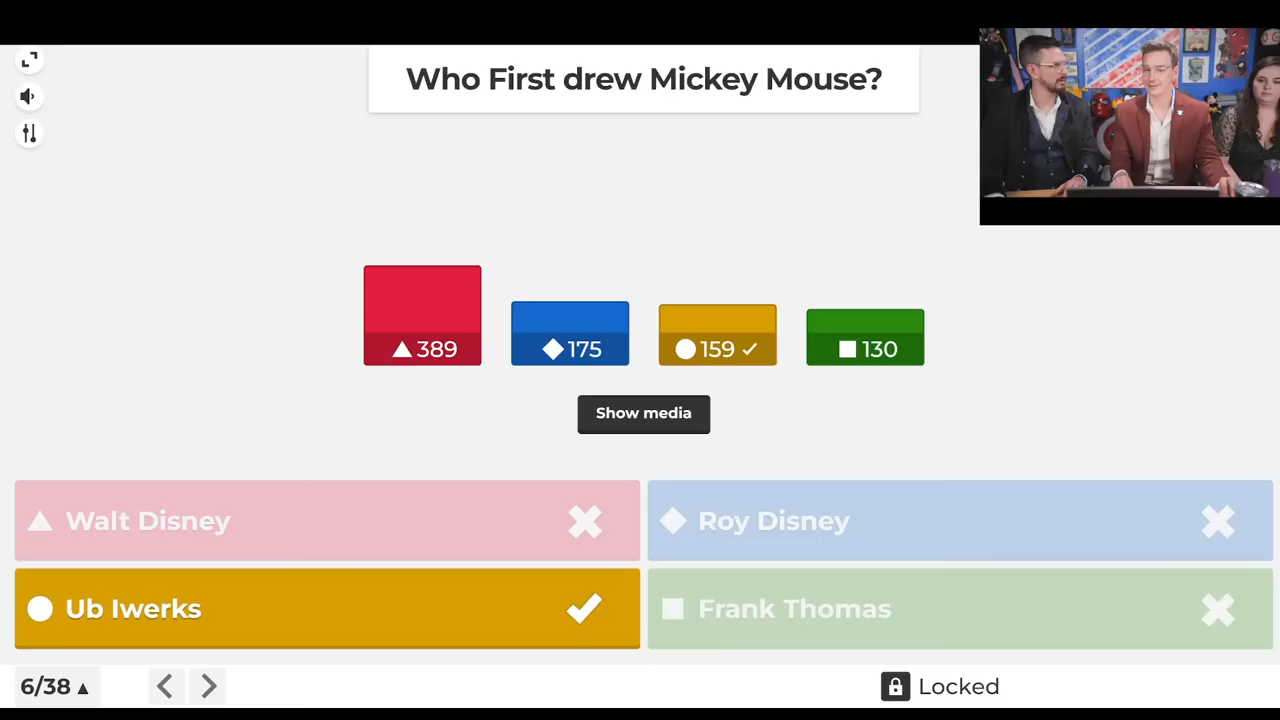 Who First drew Mickey Mouse?
389
175
159
130
Show media
Walt Disney
Roy Disney
Ub Iwerks
Frank Thomas
6/38
Locked